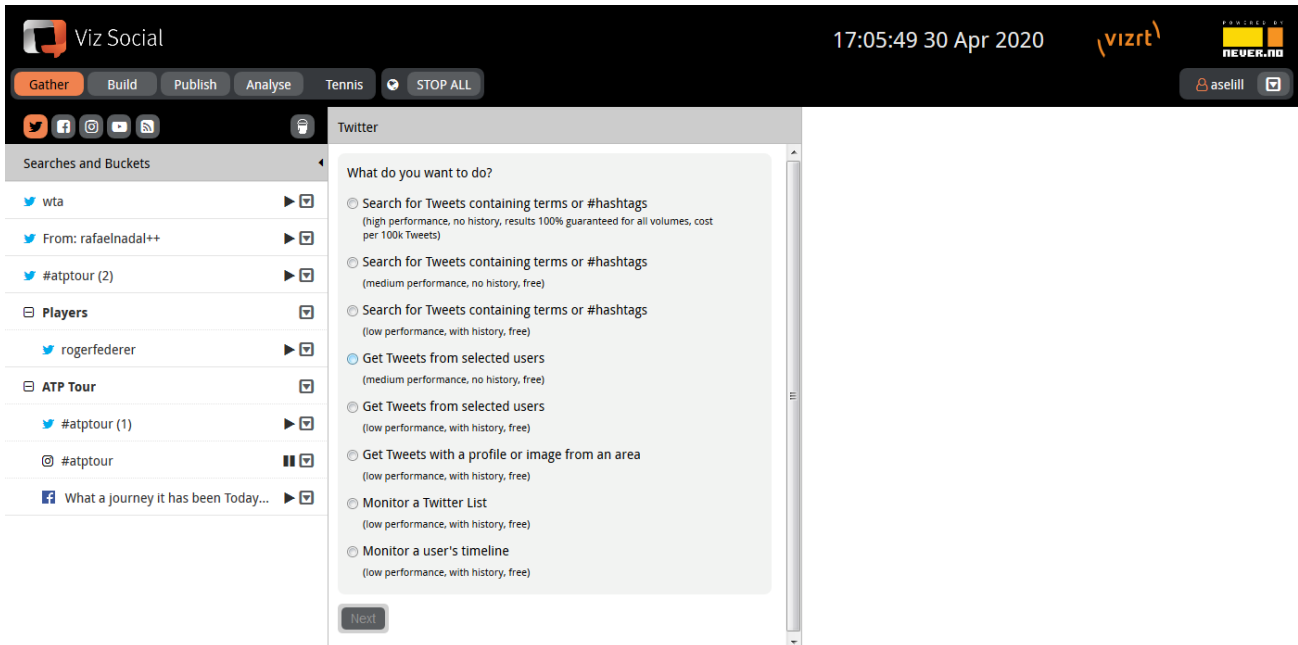 Viz Social
17:05:49 30 Apr 2020
vizrt
POWERED BY
NEVER.NO
Gather
Build
Publish
Analyse
Tennis
STOP ALL
aselill
Searches and Buckets
wta
From: rafaelnadal++
#atptour (2)
Players
rogerfederer
ATP Tour
#atptour (1)
#atptour
What a journey it has been Today...
Twitter
What do you want to do?
Search for Tweets containing terms or #hashtags
(high performance, no history, results 100% guaranteed for all volumes, cost
per 100k Tweets)
Search for Tweets containing terms or #hashtags
(medium performance, no history, free)
Search for Tweets containing terms or #hashtags
(low performance, with history, free)
Get Tweets from selected users
(medium performance, no history, free)
Get Tweets from selected users
(low performance, with history, free)
Get Tweets with a profile or image from an area
(low performance, with history, free)
Monitor a Twitter List
(low performance, with history, free)
Monitor a user's timeline
(low performance, with history, free)
Next